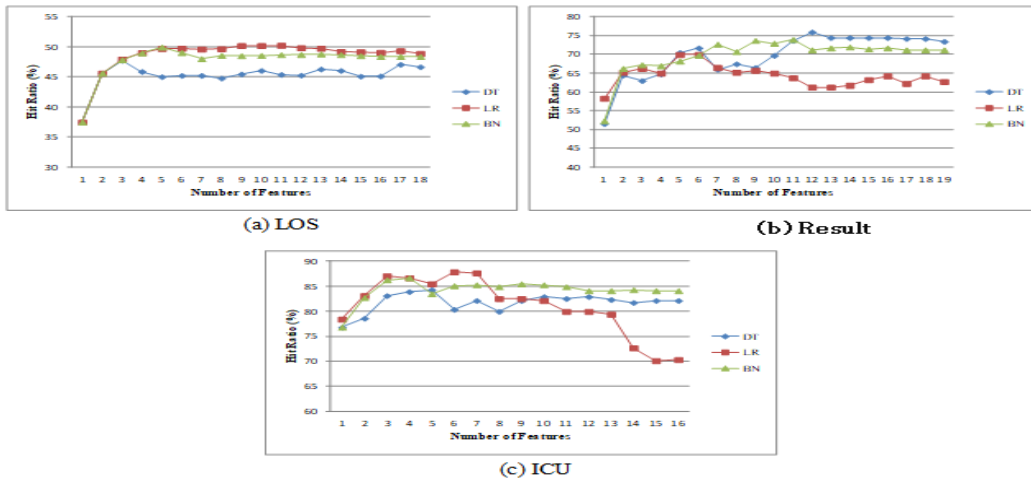 55
50
45
40
35
30
Hit Ratio (%)
1 2 3 4 5 6 7 8 9 10 11 12 13 14 15 16 17 18
Number of Features
DT
LR
BN
(a) LOS
80
75
70
65
60
55
50
45
40
Hit Ratio (%)
1 2 3 4 5 6 7 8 9 10 11 12 13 14 15 16 17 18 19
Number of Features
DT
LR
BN
(b) Result
90
85
80
75
70
65
60
Hit Ratio (%)
1 2 3 4 5 6 7 8 9 10 11 12 13 14 15 16
Number of Features
DT
LR
BN
(c) ICU